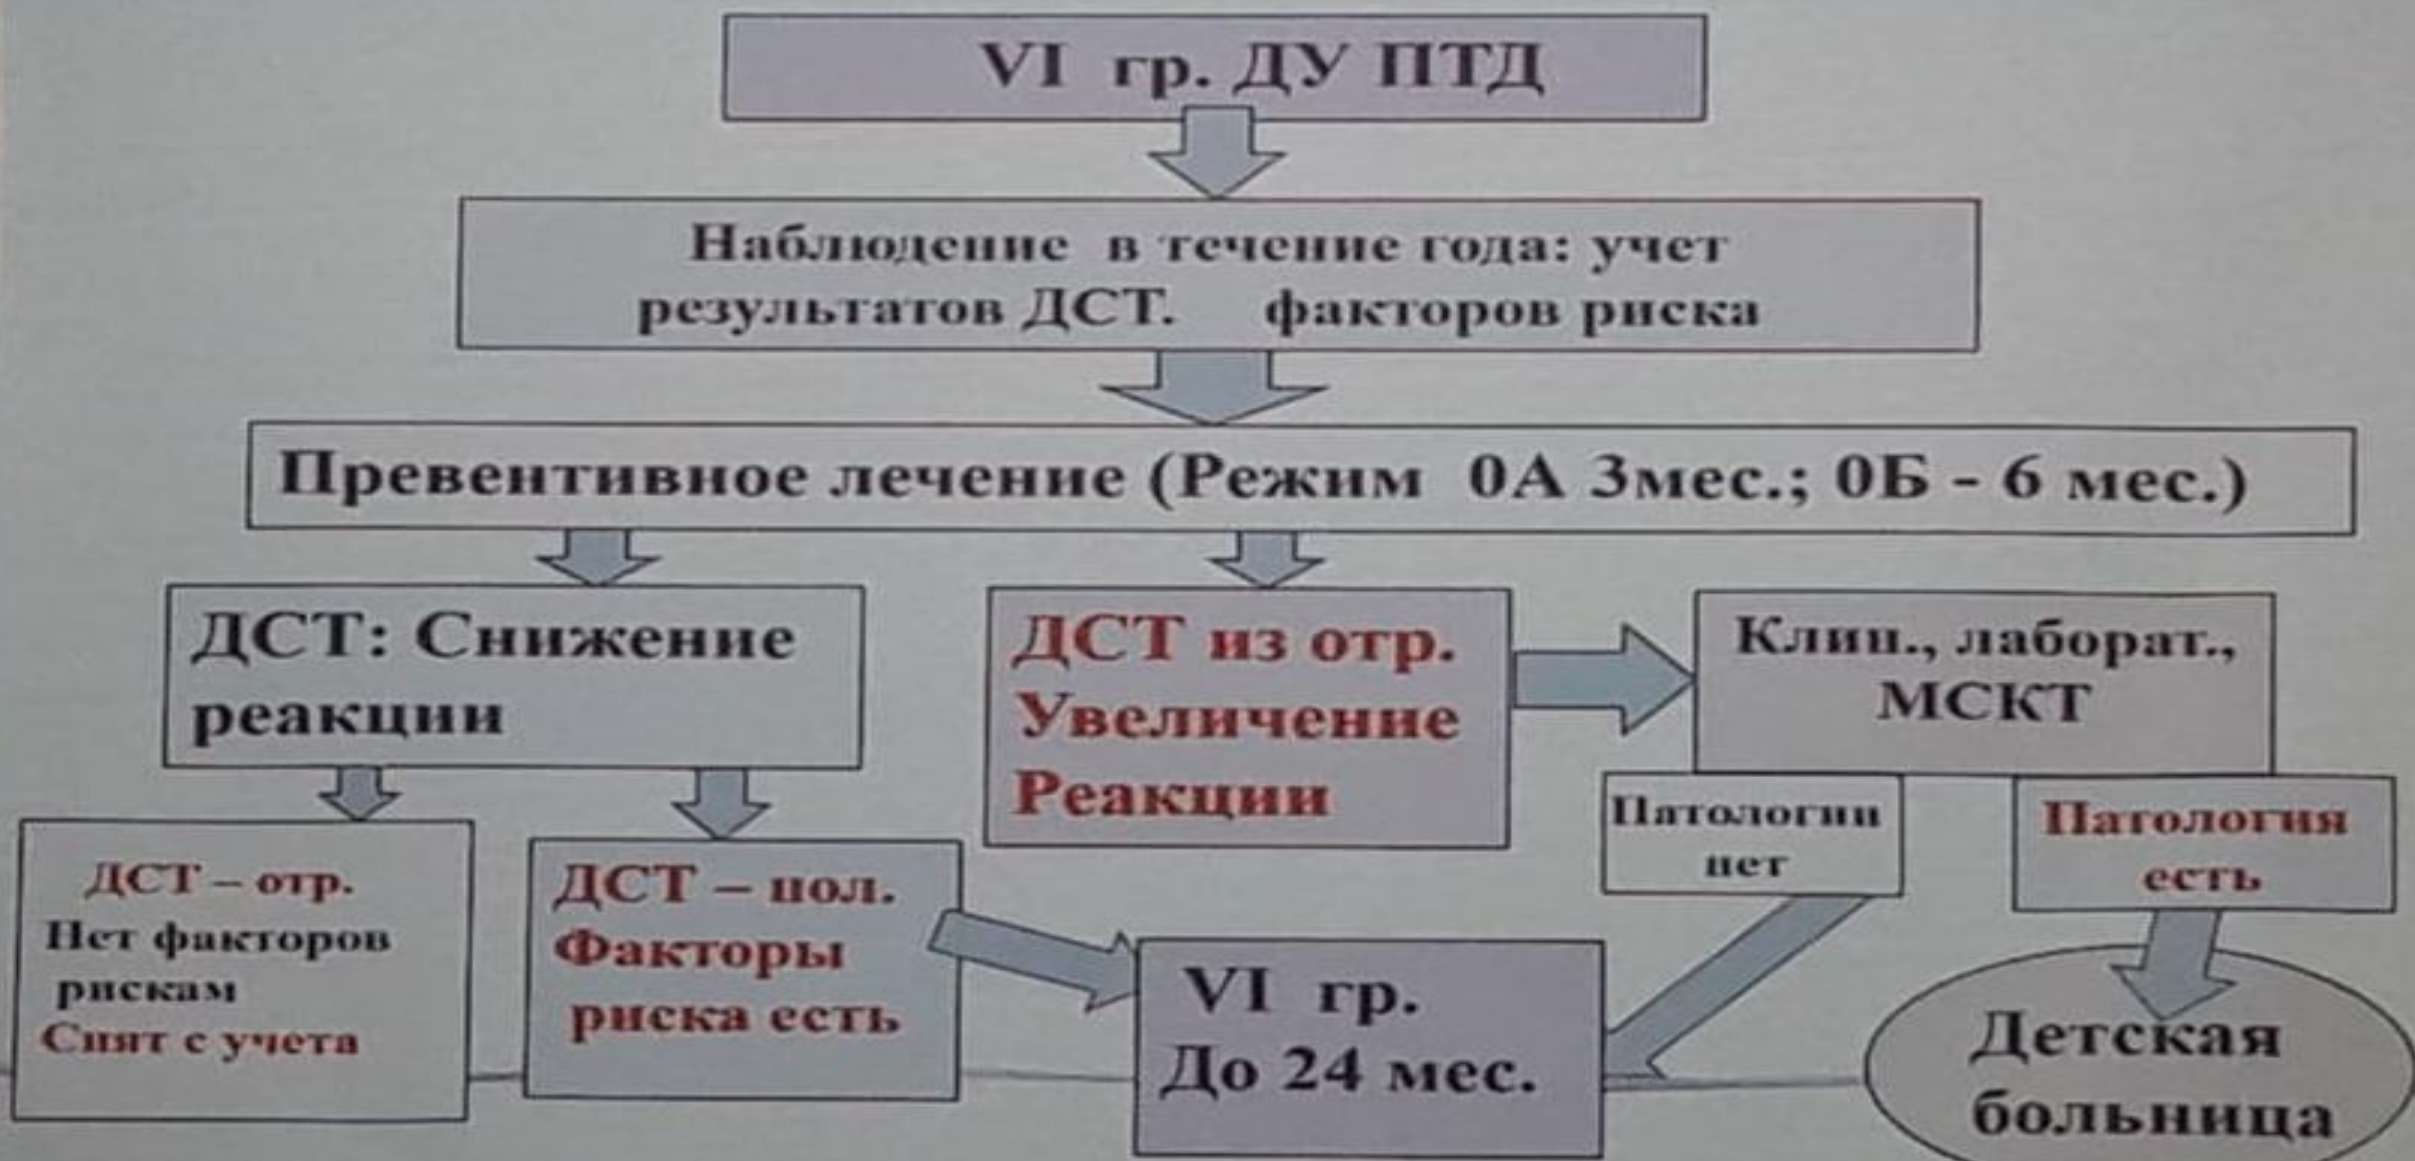 VI гр. ДУ ПТД
Наблюдение в течение года: учет
результатов ДСТ. факторов риска
Превентивное лечение (Режим 0А 3мес.; 0Б - 6 мес.)
ДСТ: Снижение
реакции
ДСТ из отр.
Увеличение
Реакции
Клин., лаборат.,
МСКТ
Патологии
нет
Патология
есть
ДСТ – отр.
Нет факторов
рискам
Снят с учета
ДСТ – пол.
Факторы
риска есть
VI гр.
До 24 мес.
Детская
больница